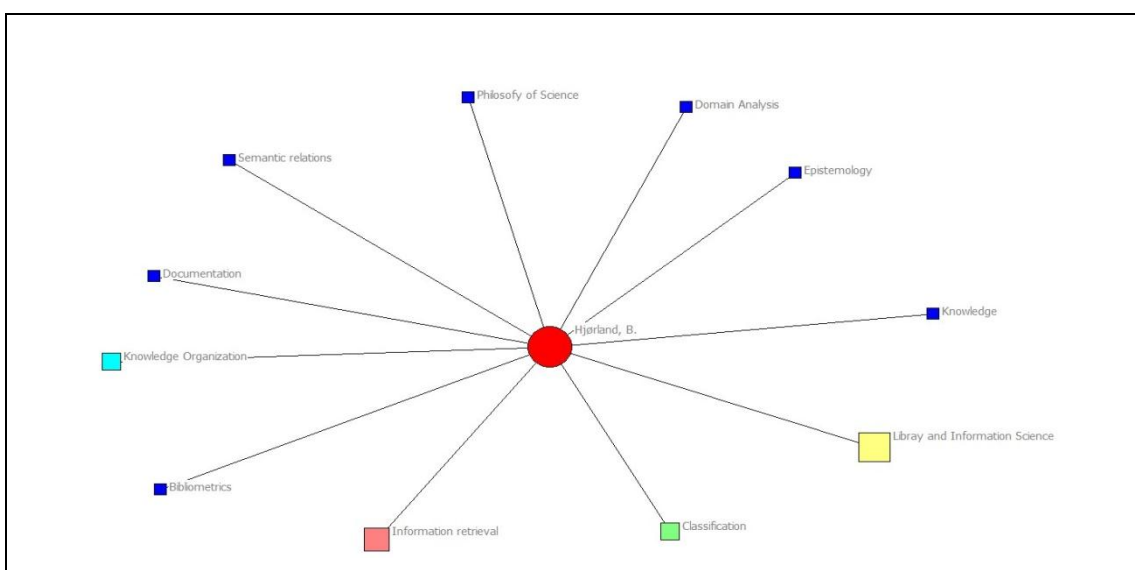 Philosofy of Science
Domain Analysis
Semantic relations
Epistemology
Documentation
Knowledge
Hjørland, B.
Knowledge Organization
Libray and Information Science
Bibliometrics
Classification
Information retrieval